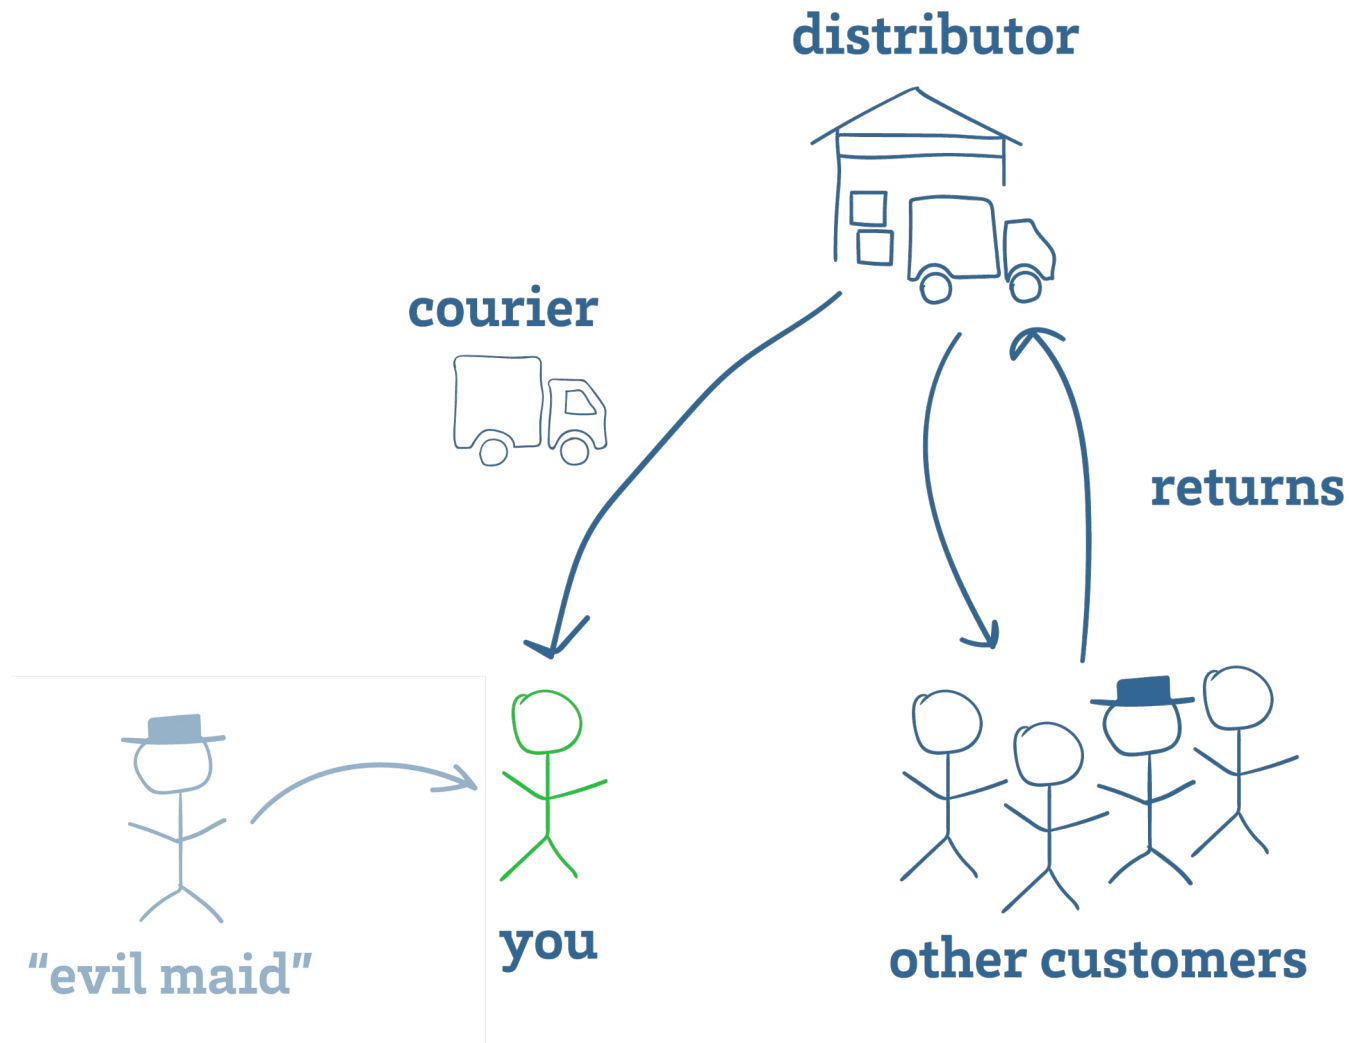 distributor
courier
returns
you
“evil maid”
other customers